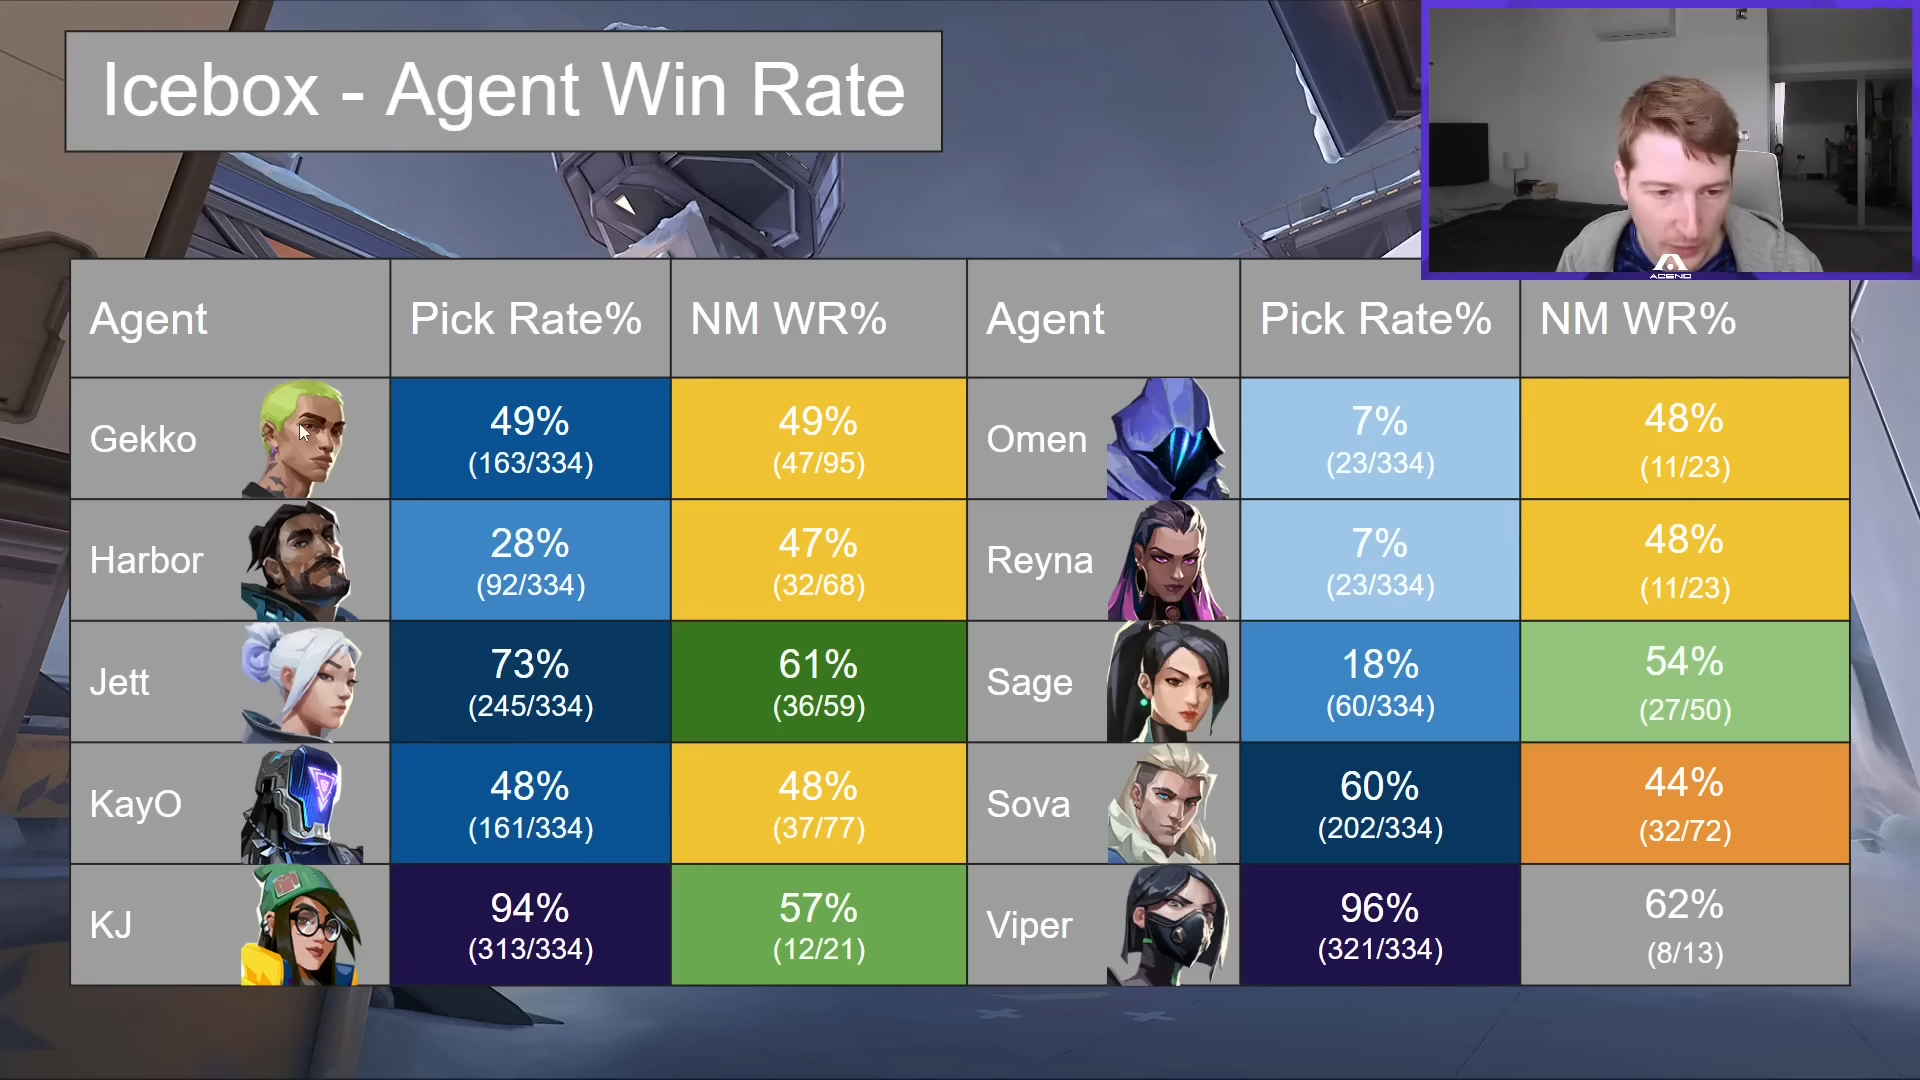 Icebox - Agent Win Rate
ACEND
Agent Pick Rate% NM WR% Agent Pick Rate% NM WR%
Gekko 49% 49% Omen 7% 48%
(163/334) (47/95) (23/334) (11/23)
Harbor 28% 47% Reyna 7% 48%
(92/334) (32/68) (23/334) (11/23)
Jett 73% 61% Sage 18% 54%
(245/334) (36/59) (60/334) (27/50)
KayO 48% 48% Sova 60% 44%
(161/334) (37/77) (202/334) (32/72)
KJ 94% 57% Viper 96% 62%
(313/334) (12/21) (321/334) (8/13)